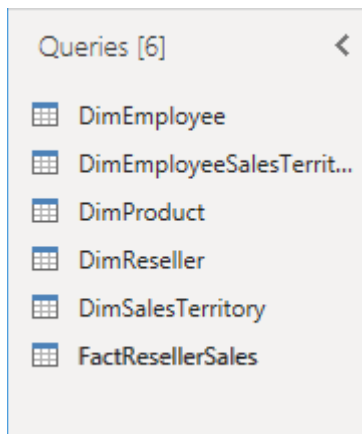 Queries [6]
DimEmployee
DimEmployeeSalesTerrit...
DimProduct
DimReseller
DimSalesTerritory
FactResellerSales